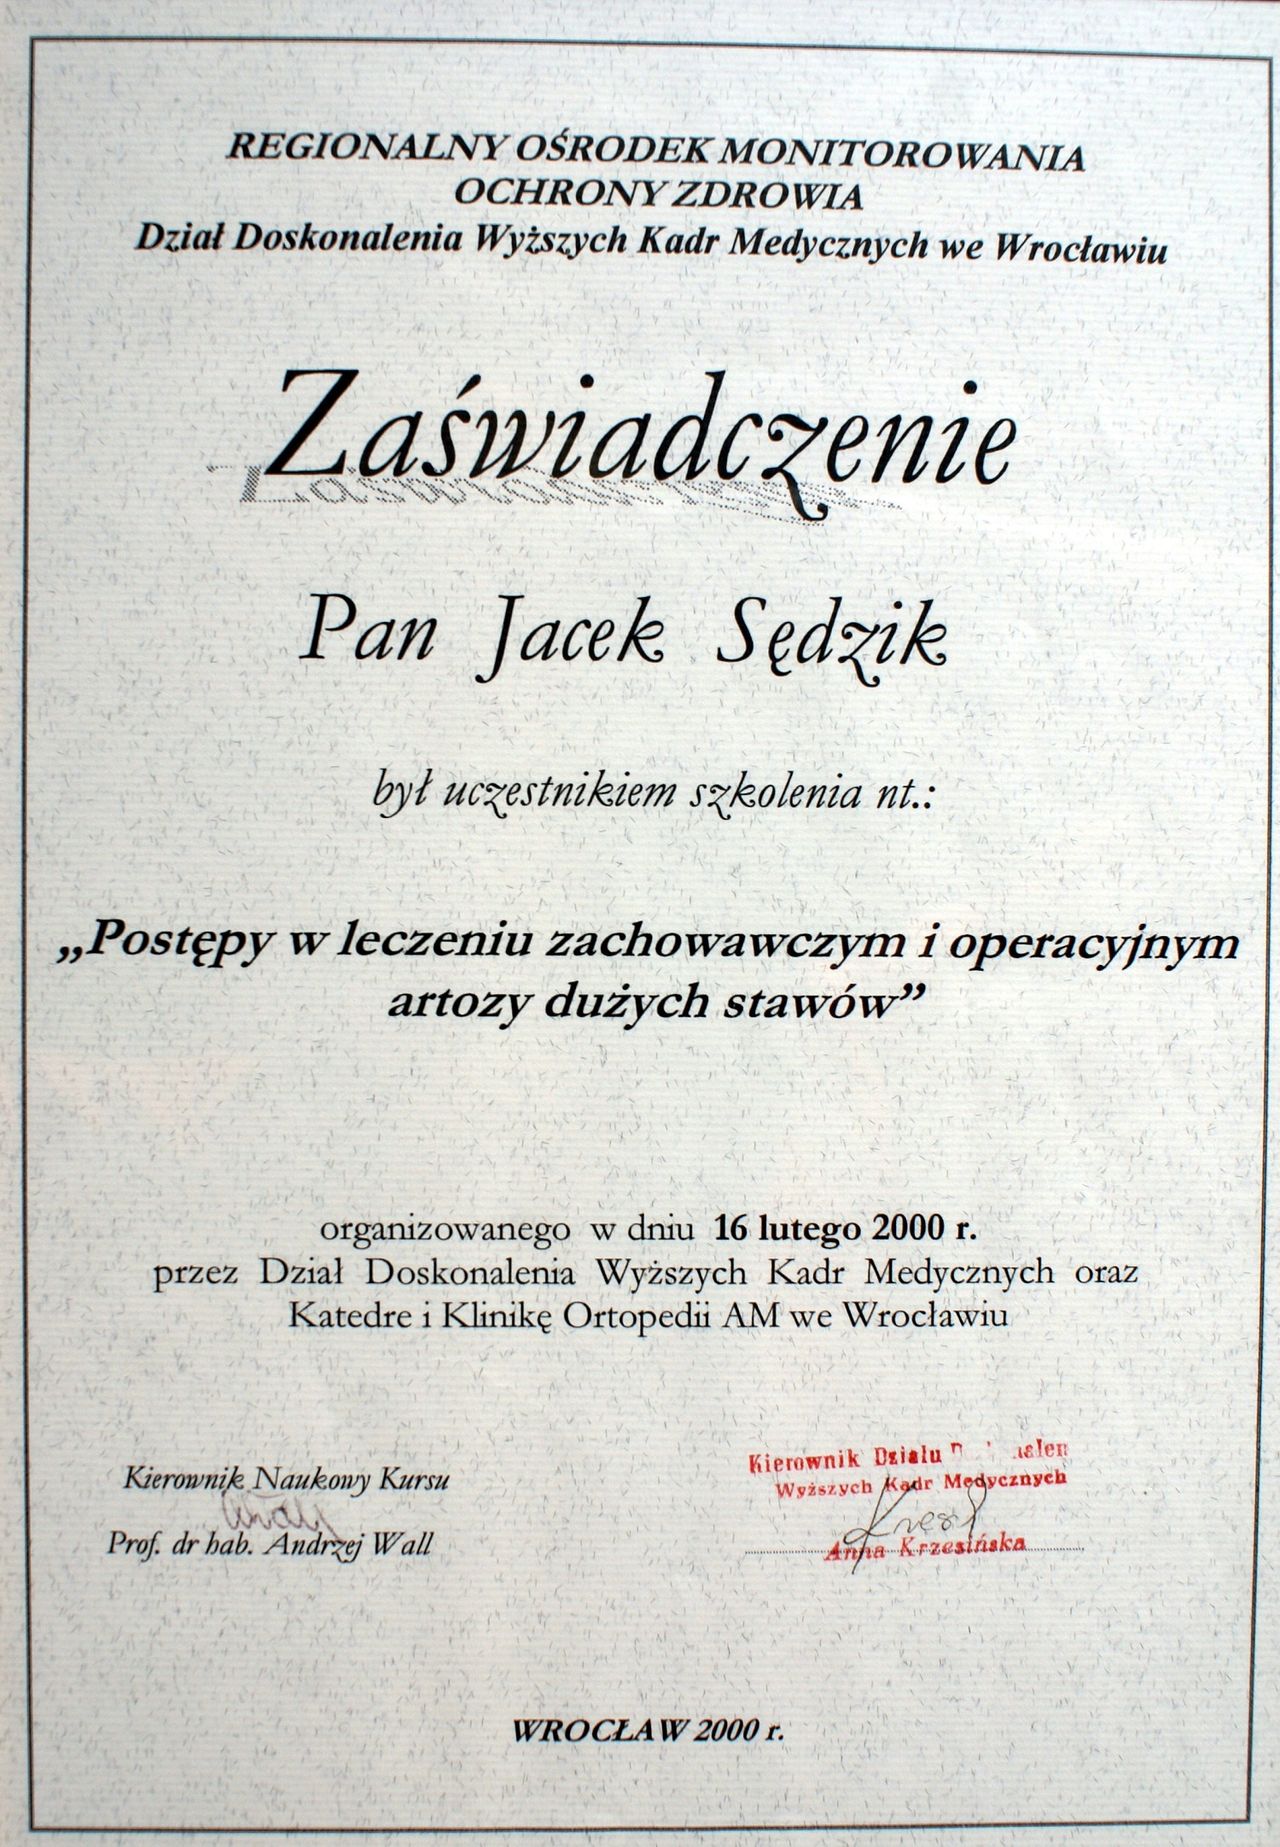 REGIONALNY OŚRODEK MONITOROWANIA
OCHRONY ZDROWIA
Dział Doskonalenia Wyższych Kadr Medycznych we Wrocławiu
Zaświadczenie
Pan Jacek Sędzik
był uczestnikiem szkolenia nt.:
„Postępy w leczeniu zachowawczym i operacyjnym
artozy dużych stawów”
organizowanego w dniu 16 lutego 2000 r.
przez Dział Doskonalenia Wyższych Kadr Medycznych oraz
Katedre i Klinikę Ortopedii AM we Wrocławiu
Kierownik Naukowy Kursu
Prof. dr hab. Andrzej Wall
Kierownik Działu
Wyższych Kadr Medycznych
Anna Krzesińska
WROCŁAW 2000 r.